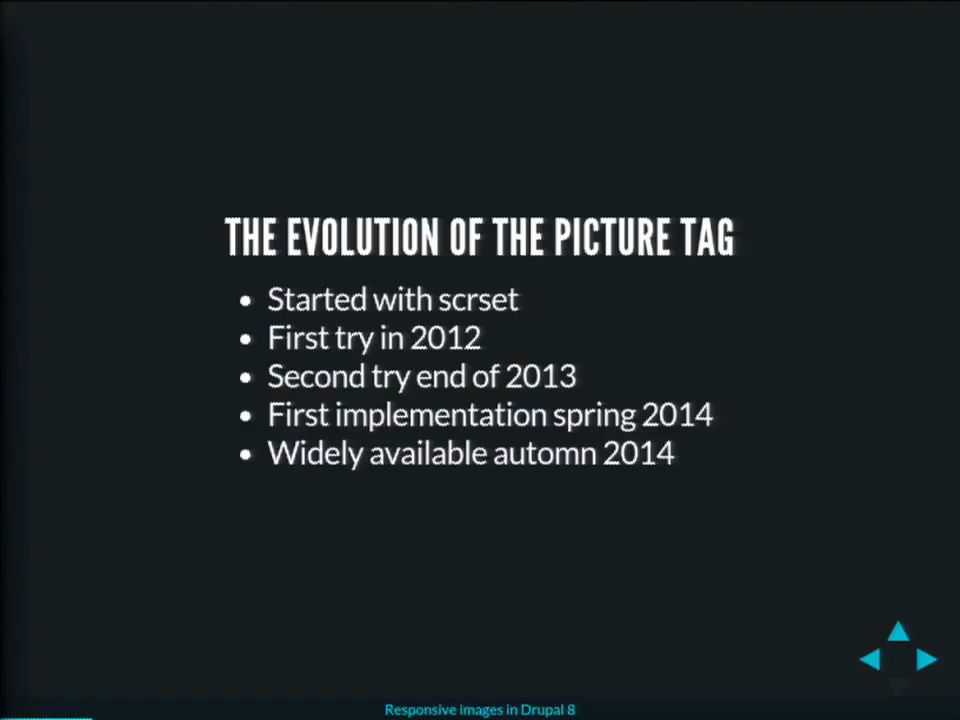 THE EVOLUTION OF THE PICTURE TAG
Started with scrset
First try in 2012
Second try end of 2013
First implementation spring 2014
Widely available automn 2014
Responsive images in Drupal 8